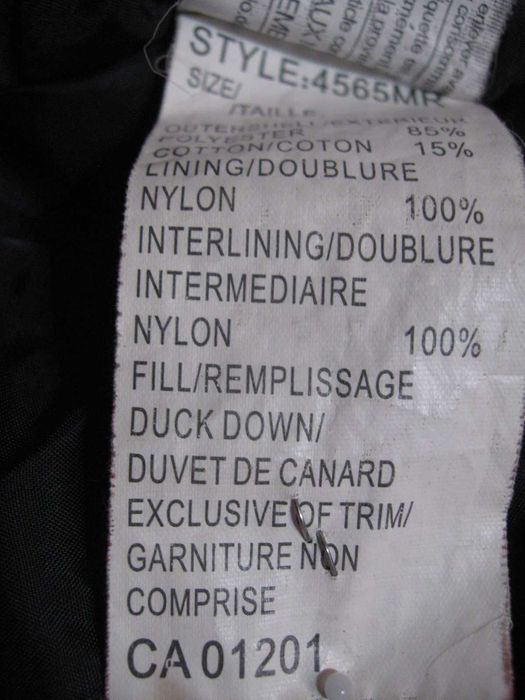 STYLE:4565MR
SIZE/
/TAILLE
OUTERSHELL/EXTERIEUR
POLYESTER 85%
COTTON/COTON 15%
LINING/DOUBLURE
NYLON 100%
INTERLINING/DOUBLURE
INTERMEDIAIRE
NYLON 100%
FILL/REMPLISSAGE
DUCK DOWN/
DUVET DE CANARD
EXCLUSIVE OF TRIM/
GARNITURE NON
COMPRISE
CA 01201